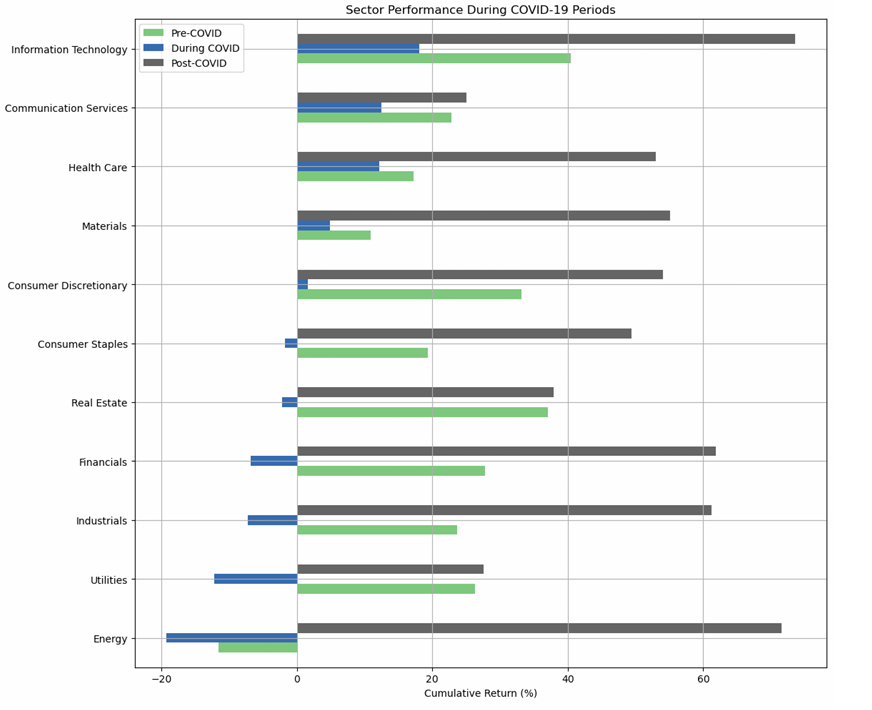 Sector Performance During COVID-19 Periods
Pre-COVID
During COVID
Post-COVID
Information Technology
Communication Services
Health Care
Materials
Consumer Discretionary
Consumer Staples
Real Estate
Financials
Industrials
Utilities
Energy
−20 0 20 40 60
Cumulative Return (%)